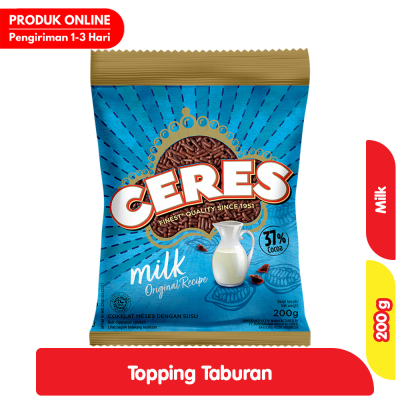 PRODUK ONLINE
Pengiriman 1-3 Hari
CERES
FINEST QUALITY SINCE 1951
milk
Original Recipe
37%
Cocoa
200g
COKELAT MESES DENGAN SUSU
Topping Taburan
Milk
200 g